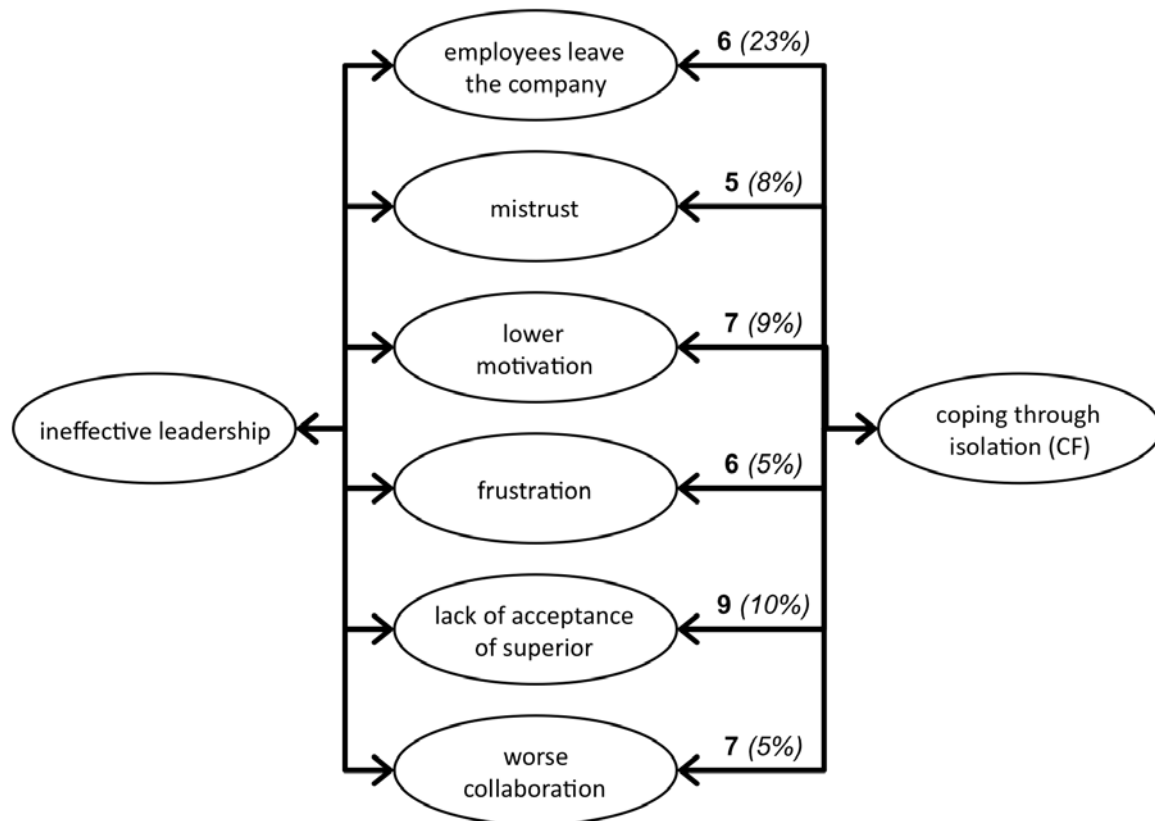 employees leave
the company
6 (23%)
mistrust
5 (8%)
lower
motivation
7 (9%)
ineffective leadership
coping through
isolation (CF)
frustration
6 (5%)
lack of acceptance
of superior
9 (10%)
worse
collaboration
7 (5%)